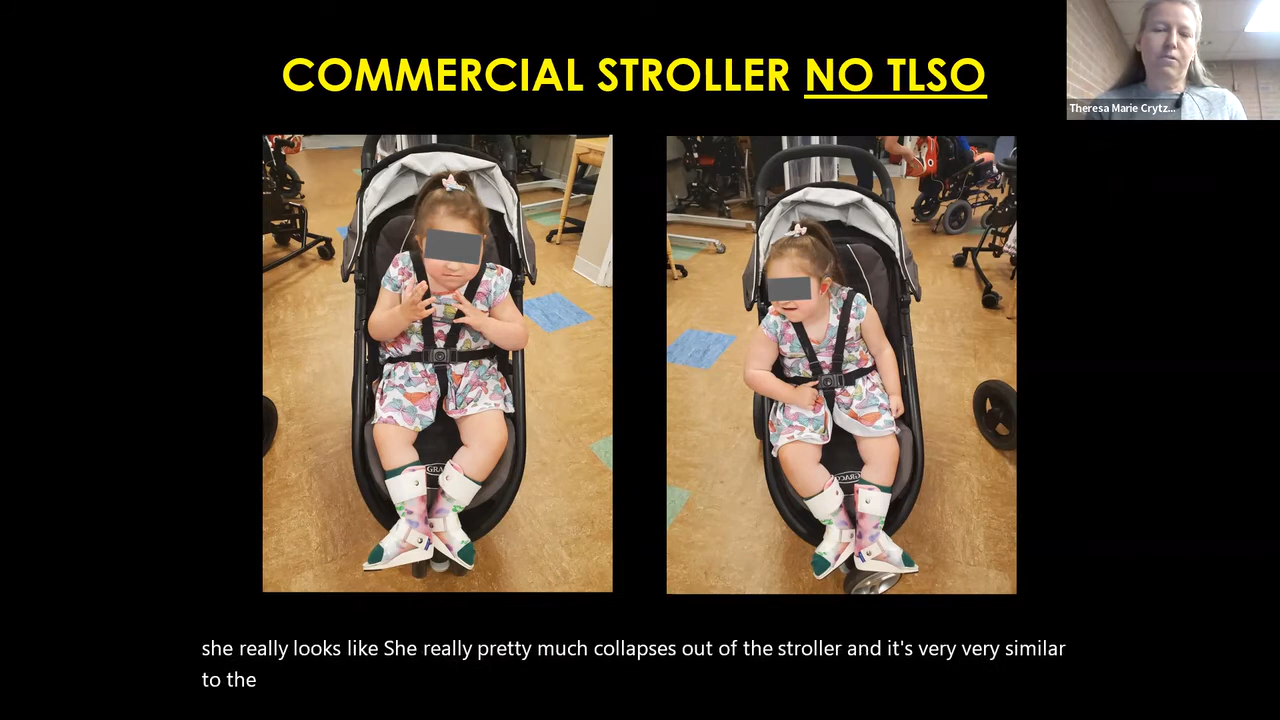 COMMERCIAL STROLLER NO TLSO
Theresa Marie Crytz...
GRACO
she really looks like She really pretty much collapses out of the stroller and it's very very similar
to the